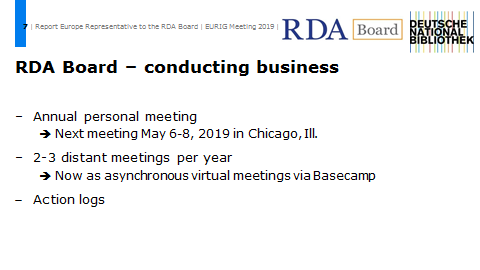 7 | Report Europe Representative to the RDA Board | EURIG Meeting 2019 |
RDA Board
DEUTSCHE
NATIONAL
BIBLIOTHEK
RDA Board – conducting business
– Annual personal meeting
➔ Next meeting May 6-8, 2019 in Chicago, Ill.
– 2-3 distant meetings per year
➔ Now as asynchronous virtual meetings via Basecamp
– Action logs